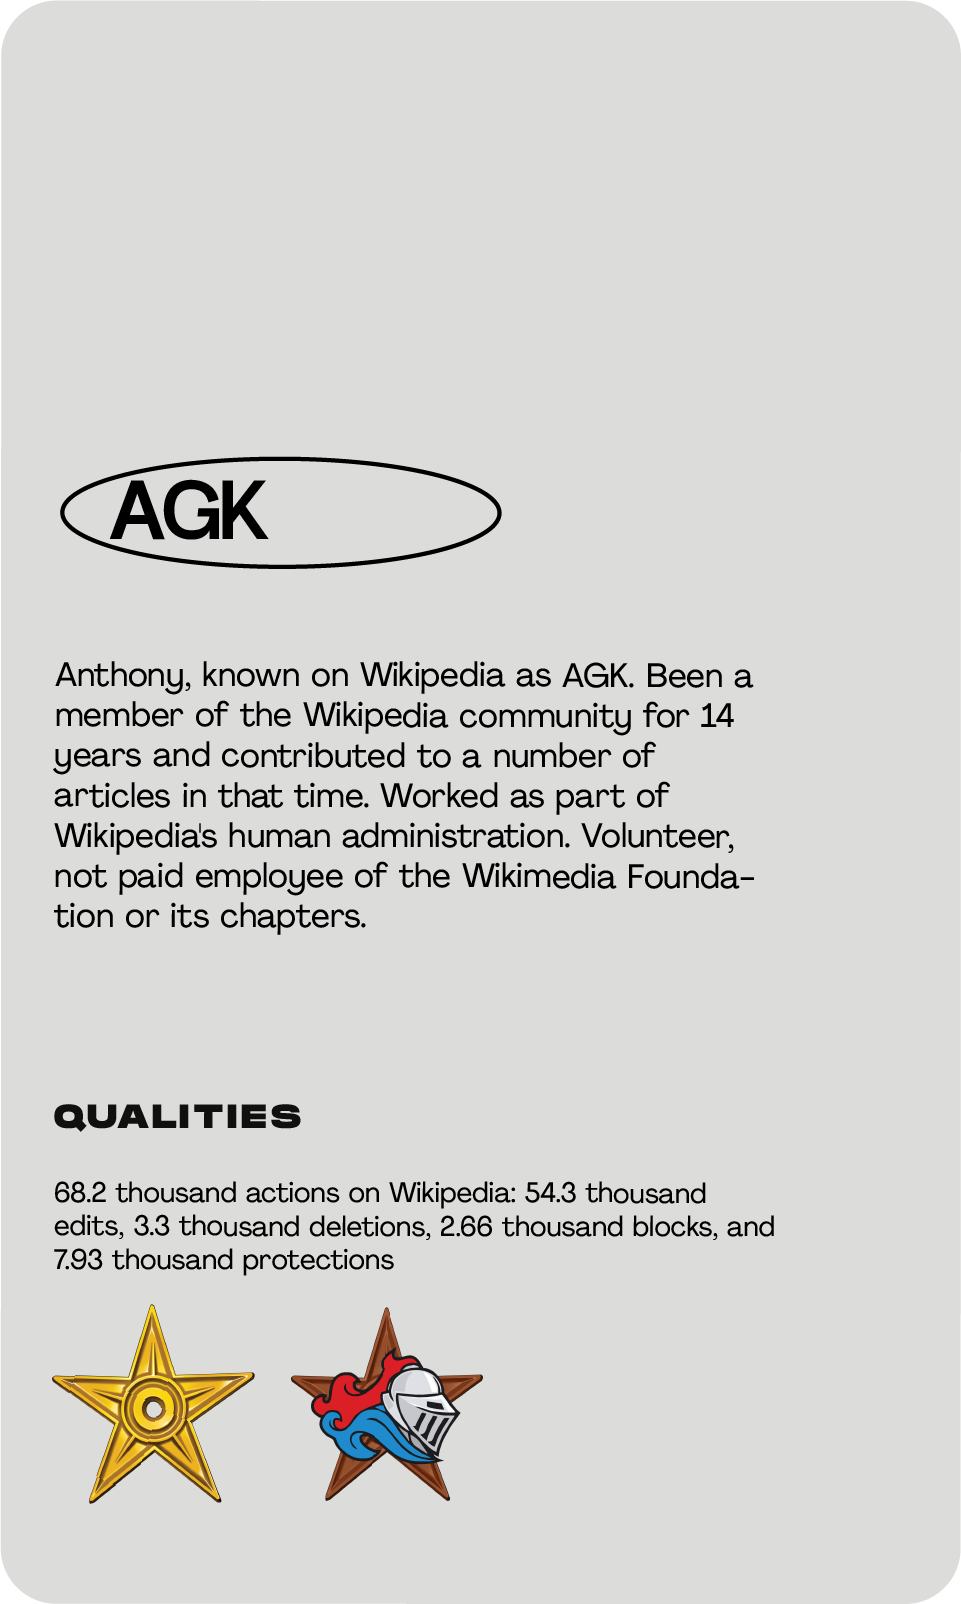 AGK
Anthony, known on Wikipedia as AGK. Been a
member of the Wikipedia community for 14
years and contributed to a number of
articles in that time. Worked as part of
Wikipedia's human administration. Volunteer,
not paid employee of the Wikimedia Founda-
tion or its chapters.
QUALITIES
68.2 thousand actions on Wikipedia: 54.3 thousand
edits, 3.3 thousand deletions, 2.66 thousand blocks, and
7.93 thousand protections